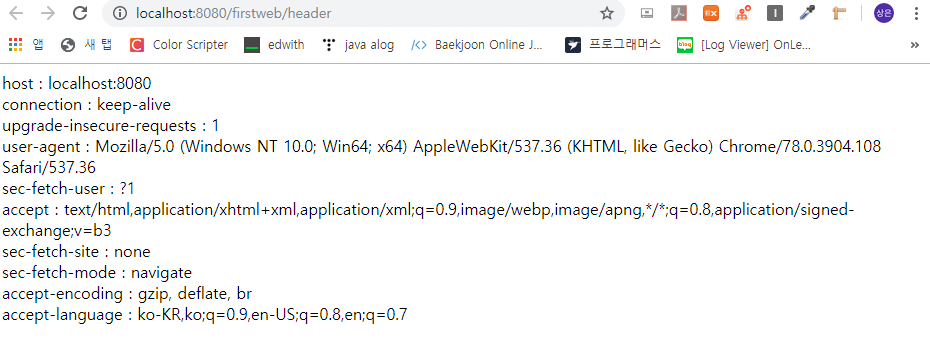 localhost:8080/firstweb/header
상은
앱 새 탭 Color Scripter edwith java alog Baekjoon Online J... 프로그래머스 [Log Viewer] OnLe... »
host : localhost:8080
connection : keep-alive
upgrade-insecure-requests : 1
user-agent : Mozilla/5.0 (Windows NT 10.0; Win64; x64) AppleWebKit/537.36 (KHTML, like Gecko) Chrome/78.0.3904.108
Safari/537.36
sec-fetch-user : ?1
accept : text/html,application/xhtml+xml,application/xml;q=0.9,image/webp,image/apng,*/*;q=0.8,application/signed-
exchange;v=b3
sec-fetch-site : none
sec-fetch-mode : navigate
accept-encoding : gzip, deflate, br
accept-language : ko-KR,ko;q=0.9,en-US;q=0.8,en;q=0.7